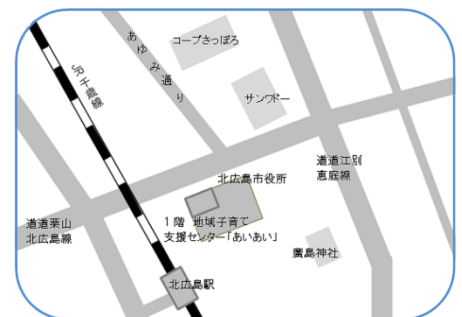 コープさっぽろ
あゆみ通り
JR千歳線
サンワドー
北広島市役所
道道江別
恵庭線
1階 地域子育て
支援センター「あいあい」
道道栗山
北広島線
廣島神社
北広島駅